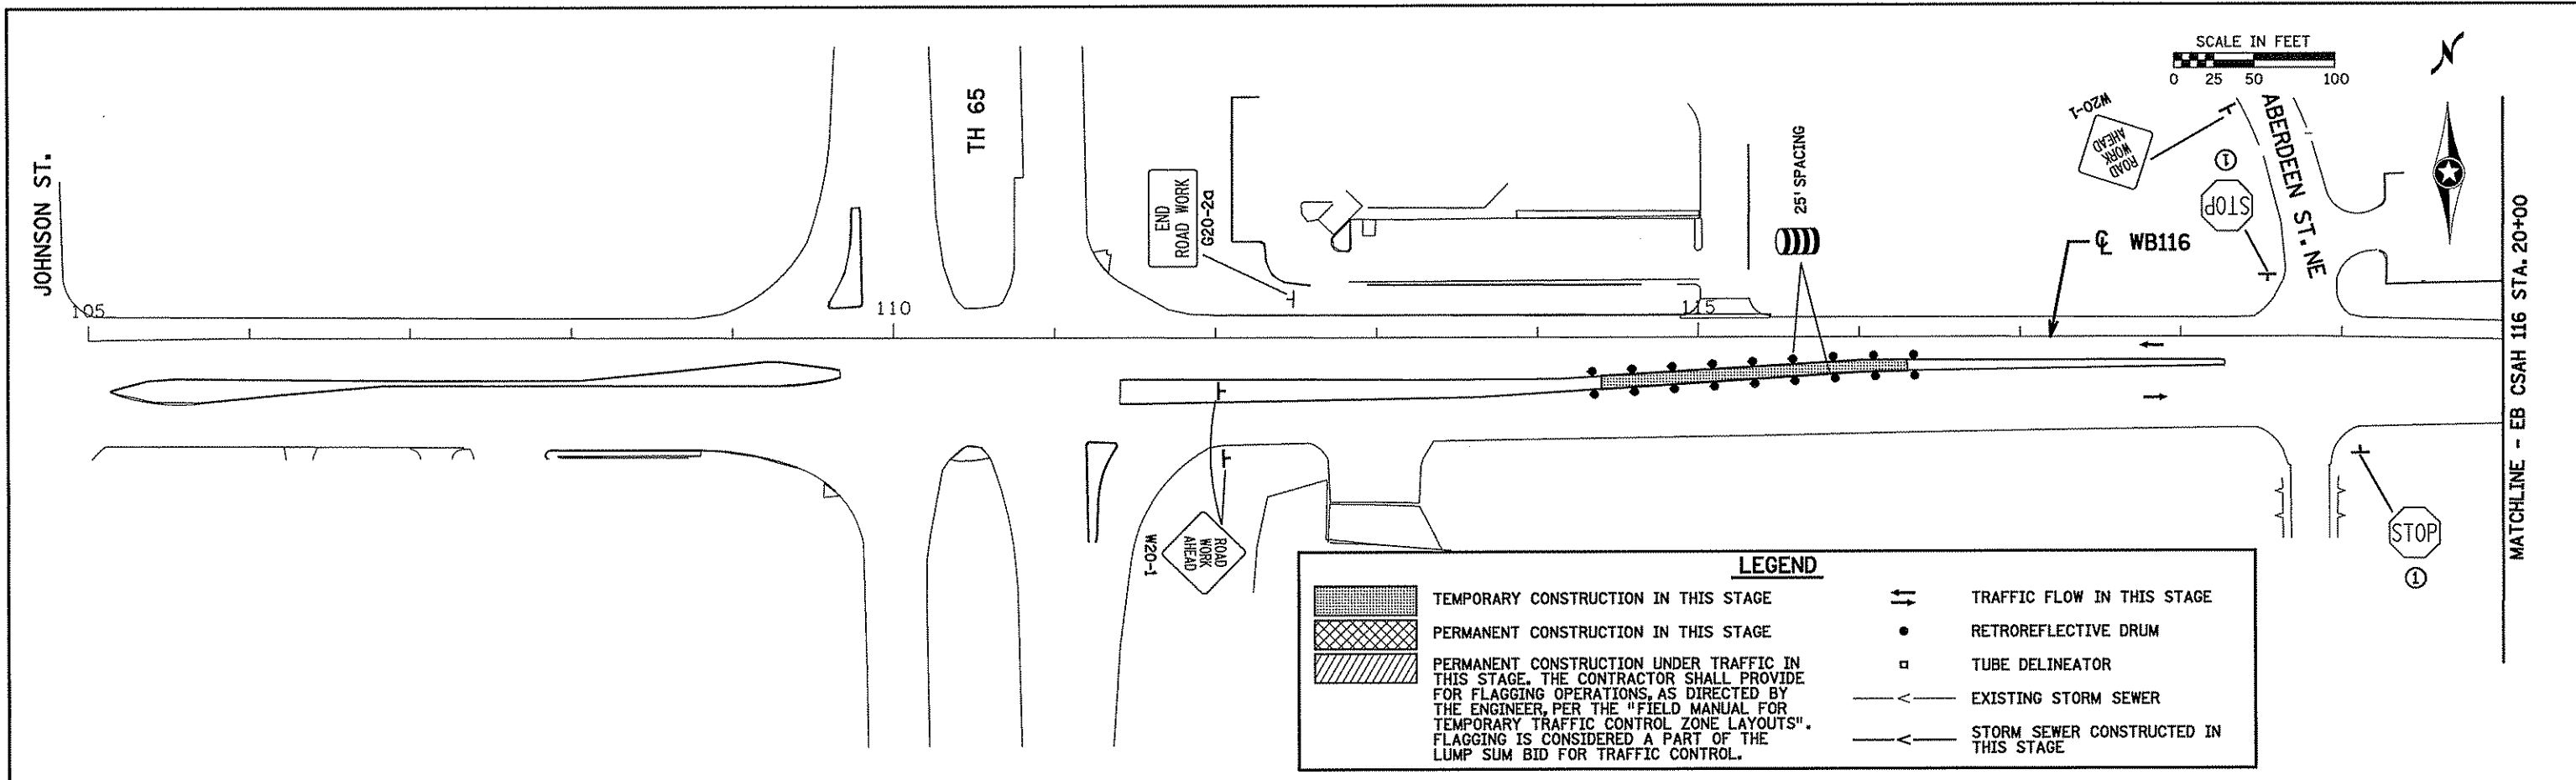 JOHNSON ST.
105
TH 65
110
END
ROAD WORK
G20-2a
ROAD
WORK
AHEAD
W20-1
115
25' SPACING
SCALE IN FEET
0 25 50 100
N
W20-1
ROAD
WORK
AHEAD
1
STOP
ABERDEEN ST. NE
℄ WB116
STOP
1
MATCHLINE - EB CSAH 116 STA. 20+00
LEGEND
TEMPORARY CONSTRUCTION IN THIS STAGE
PERMANENT CONSTRUCTION IN THIS STAGE
PERMANENT CONSTRUCTION UNDER TRAFFIC IN
THIS STAGE. THE CONTRACTOR SHALL PROVIDE
FOR FLAGGING OPERATIONS, AS DIRECTED BY
THE ENGINEER, PER THE "FIELD MANUAL FOR
TEMPORARY TRAFFIC CONTROL ZONE LAYOUTS".
FLAGGING IS CONSIDERED A PART OF THE
LUMP SUM BID FOR TRAFFIC CONTROL.
TRAFFIC FLOW IN THIS STAGE
RETROREFLECTIVE DRUM
TUBE DELINEATOR
EXISTING STORM SEWER
STORM SEWER CONSTRUCTED IN
THIS STAGE